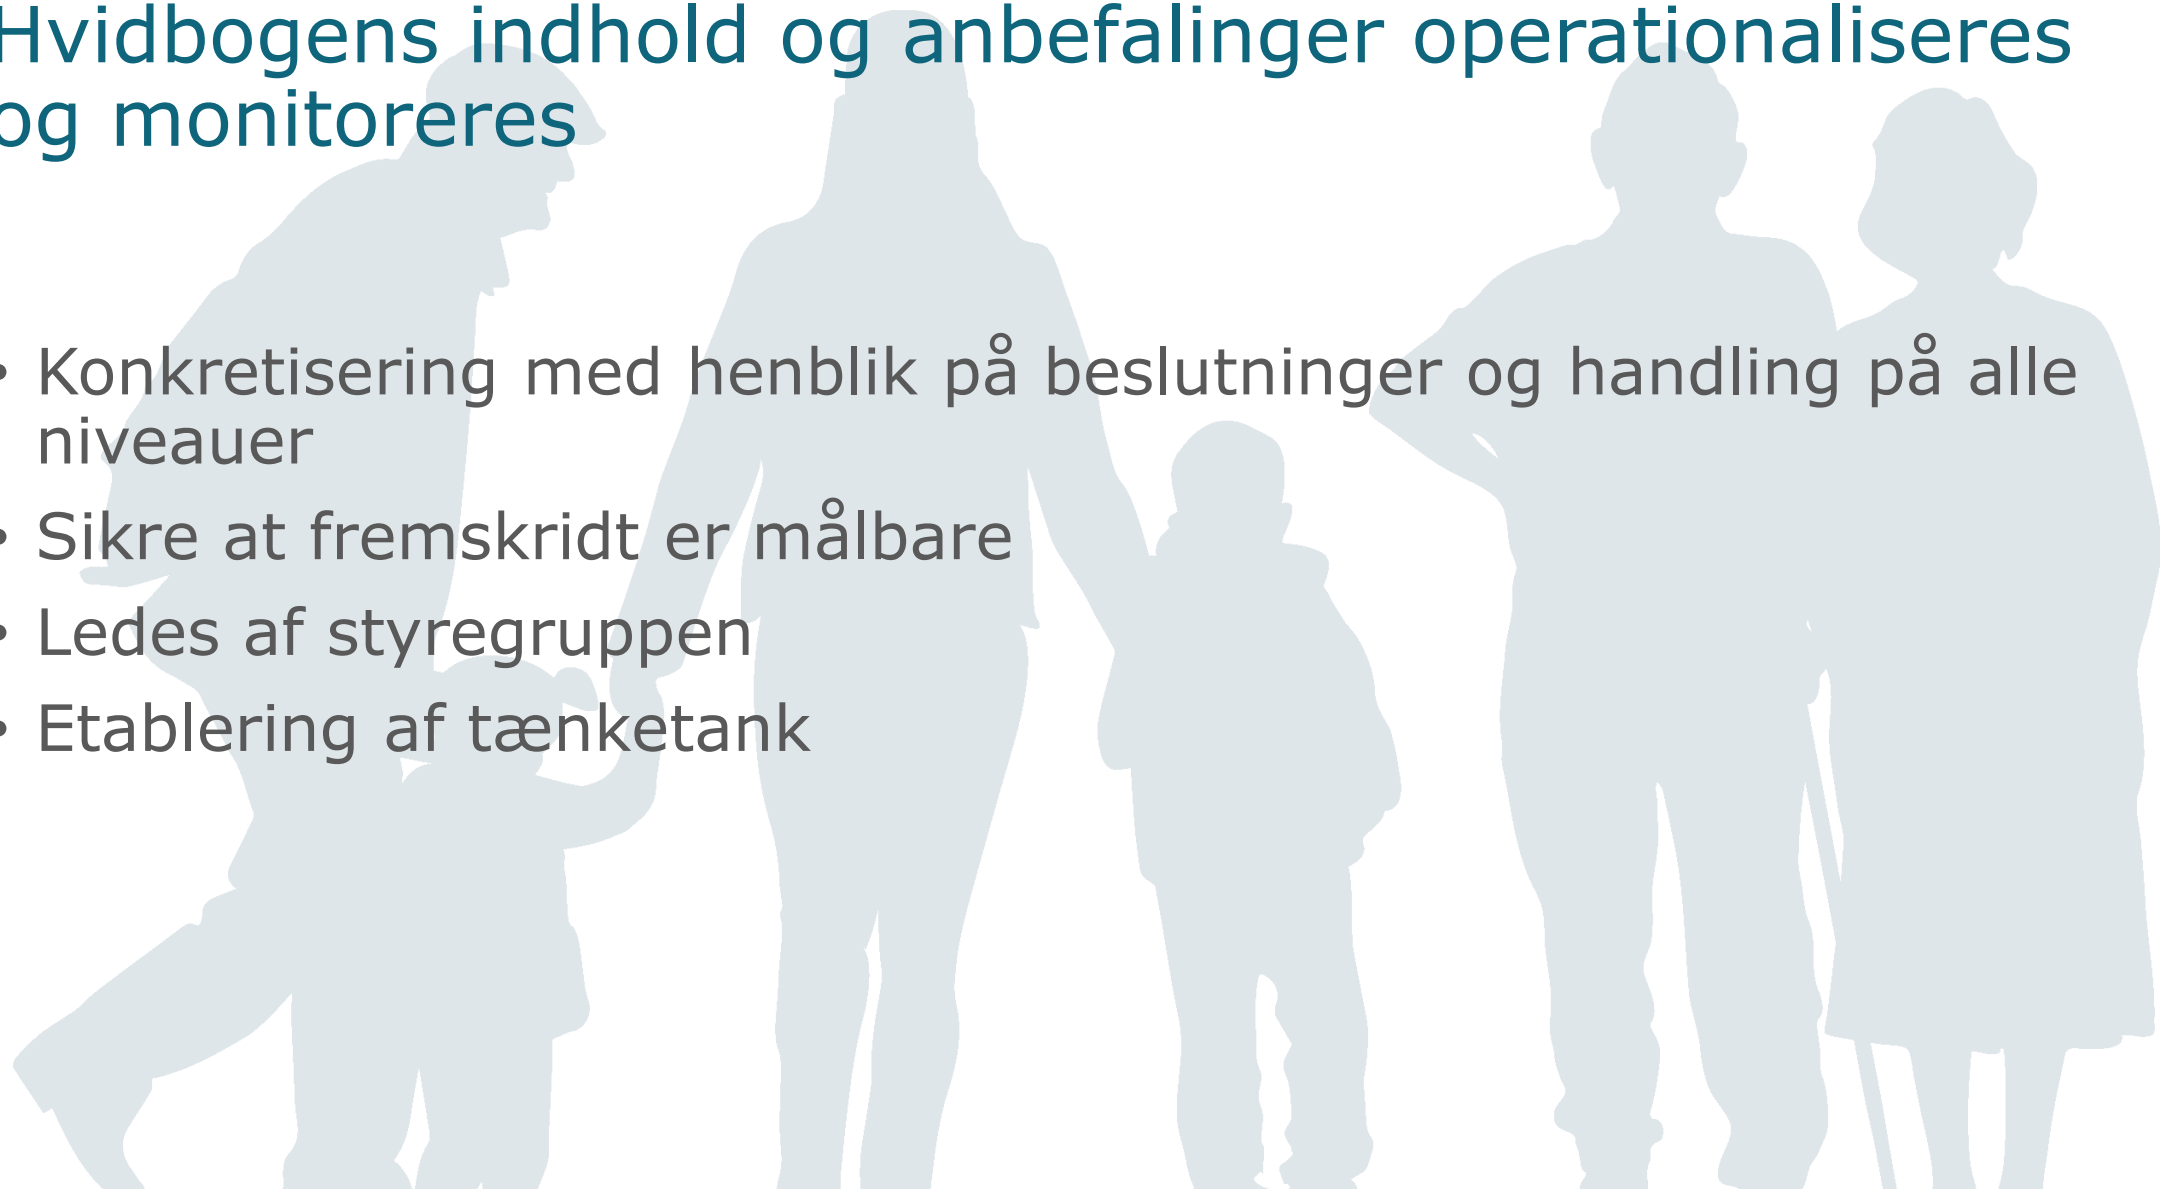 Hvidbogens indhold og anbefalinger operationaliseres
og monitoreres
• Konkretisering med henblik på beslutninger og handling på alle
niveauer
• Sikre at fremskridt er målbare
• Ledes af styregruppen
• Etablering af tænketank